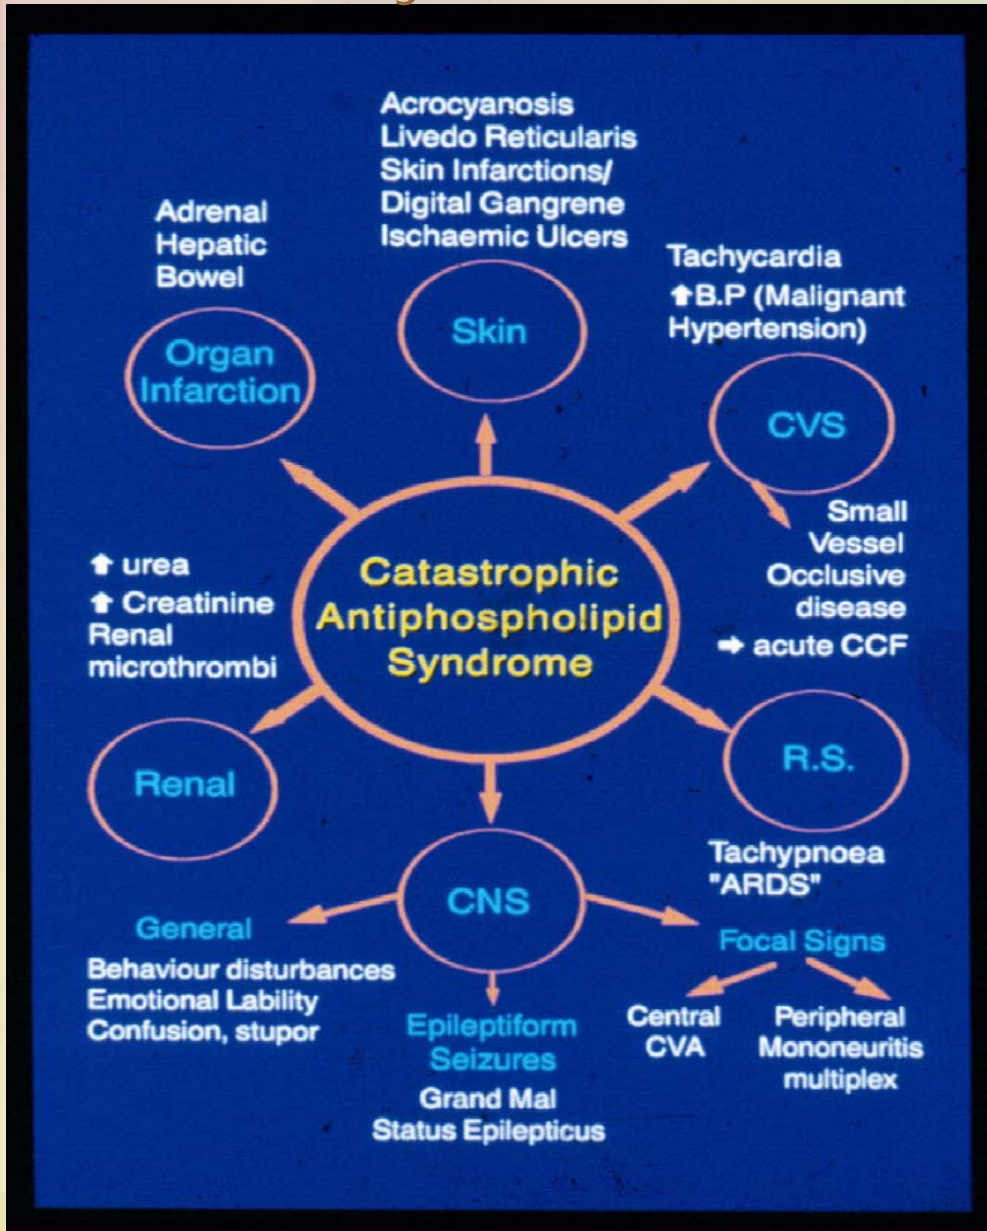 Acrocyanosis
Livedo Reticularis
Skin Infarctions/
Digital Gangrene
Ischaemic Ulcers
Skin
Adrenal
Hepatic
Bowel
Organ
Infarction
Tachycardia
⬆B.P (Malignant
Hypertension)
CVS
Small
Vessel
Occlusive
disease
➡ acute CCF
Catastrophic
Antiphospholipid
Syndrome
⬆ urea
⬆ Creatinine
Renal
microthrombi
Renal
R.S.
Tachypnoea
"ARDS"
CNS
General
Behaviour disturbances
Emotional Lability
Confusion, stupor
Epileptiform
Seizures
Grand Mal
Status Epilepticus
Focal Signs
Central
CVA
Peripheral
Mononeuritis
multiplex